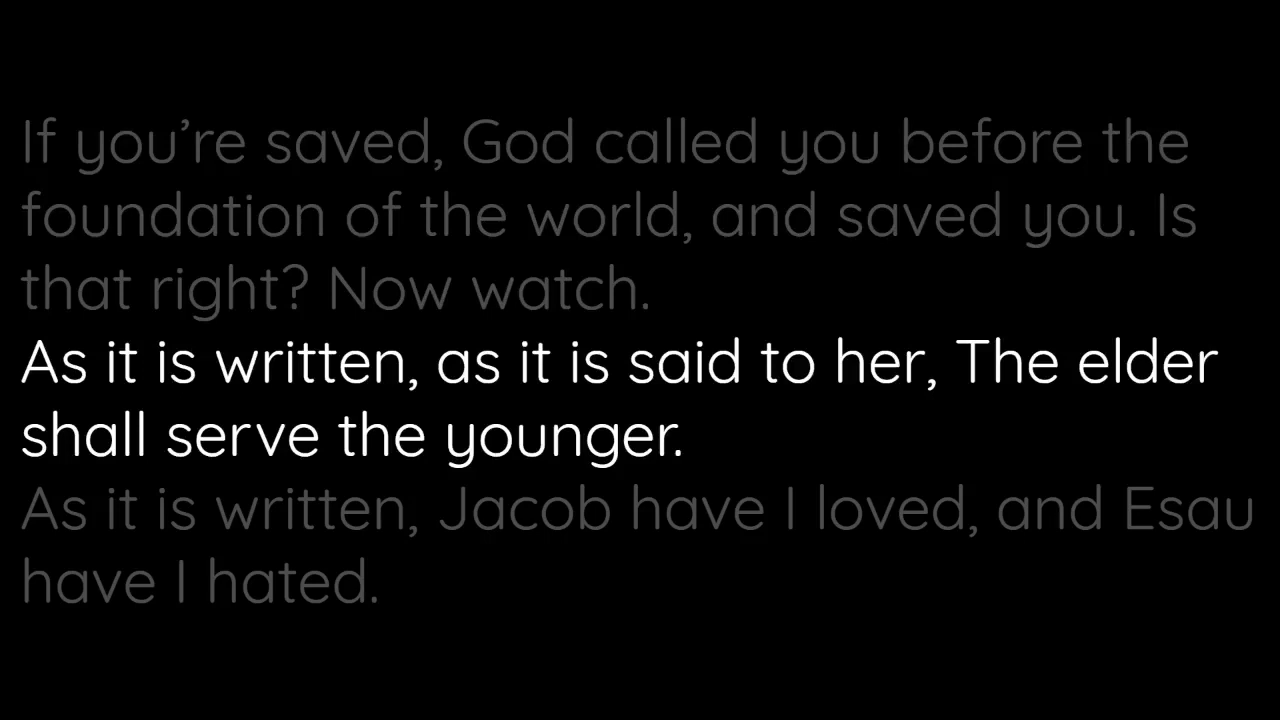 If you’re saved, God called you before the
foundation of the world, and saved you. Is
that right? Now watch.
As it is written, as it is said to her, The elder
shall serve the younger.
As it is written, Jacob have I loved, and Esau
have I hated.